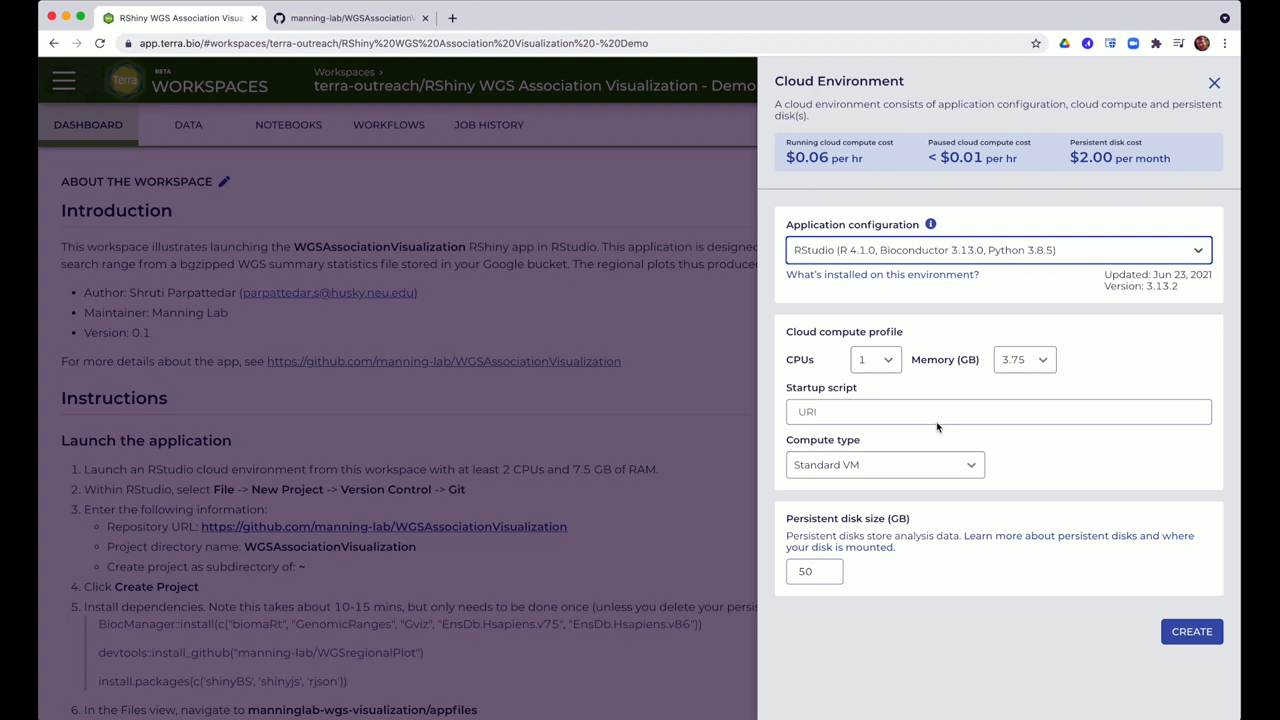 RShiny WGS Association Visua
manning-lab/WGSAssociationV
app.terra.bio/#workspaces/terra-outreach/RShiny%20WGS%20Association%20Visualization%20-%20Demo
Terra
BETA
WORKSPACES
Workspaces ›
terra-outreach/RShiny WGS Association Visualization - Demo
DASHBOARD
DATA
NOTEBOOKS
WORKFLOWS
JOB HISTORY
ABOUT THE WORKSPACE
Introduction
This workspace illustrates launching the WGSAssociationVisualization RShiny app in RStudio. This application is designed
search range from a bgzipped WGS summary statistics file stored in your Google bucket. The regional plots thus produced
• Author: Shruti Parpattedar (parpattedar.s@husky.neu.edu)
• Maintainer: Manning Lab
• Version: 0.1
For more details about the app, see https://github.com/manning-lab/WGSAssociationVisualization
Instructions
Launch the application
1. Launch an RStudio cloud environment from this workspace with at least 2 CPUs and 7.5 GB of RAM.
2. Within RStudio, select File -> New Project -> Version Control -> Git
3. Enter the following information:
Repository URL: https://github.com/manning-lab/WGSAssociationVisualization
Project directory name: WGSAssociationVisualization
Create project as subdirectory of: ~
4. Click Create Project
5. Install dependencies. Note this takes about 10-15 mins, but only needs to be done once (unless you delete your persis
BiocManager::install(c("biomaRt", "GenomicRanges", "Gviz", "EnsDb.Hsapiens.v75", "EnsDb.Hsapiens.v86"))
devtools::install_github("manning-lab/WGSregionalPlot")
install.packages(c('shinyBS', 'shinyjs', 'rjson'))
6. In the Files view, navigate to manninglab-wgs-visualization/appfiles
Cloud Environment
A cloud environment consists of application configuration, cloud compute and persistent
disk(s).
Running cloud compute cost
$0.06 per hr
Paused cloud compute cost
< $0.01 per hr
Persistent disk cost
$2.00 per month
Application configuration
RStudio (R 4.1.0, Bioconductor 3.13.0, Python 3.8.5)
What's installed on this environment?
Updated: Jun 23, 2021
Version: 3.13.2
Cloud compute profile
CPUs
1
Memory (GB)
3.75
Startup script
URI
Compute type
Standard VM
Persistent disk size (GB)
Persistent disks store analysis data. Learn more about persistent disks and where
your disk is mounted.
50
CREATE